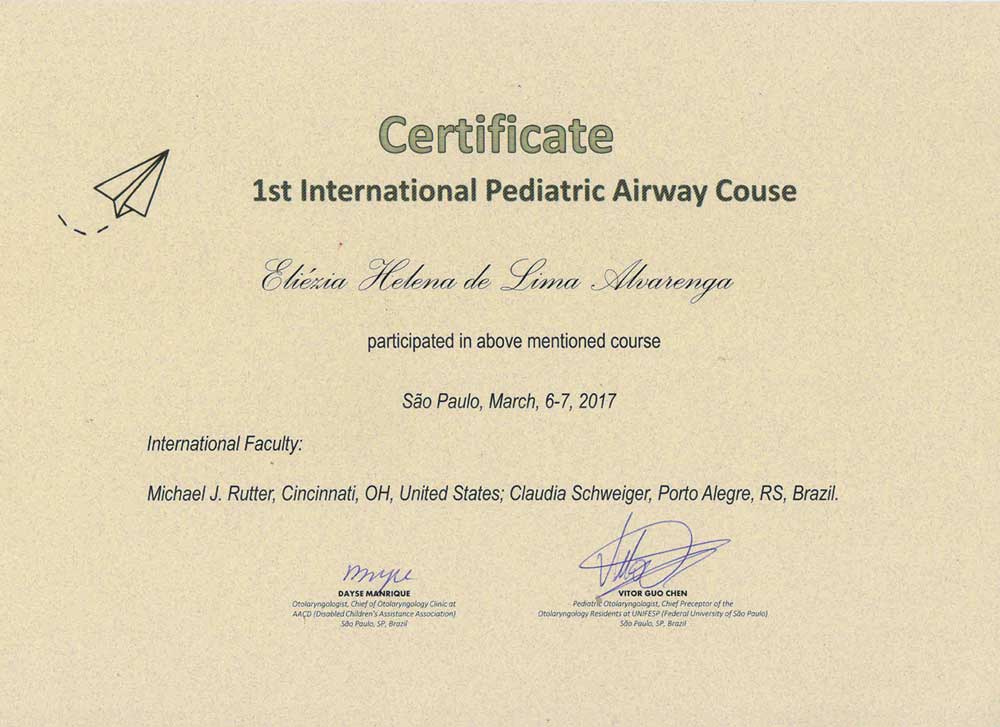 Certificate
1st International Pediatric Airway Couse
Eliézia Helena de Lima Alvarenga
participated in above mentioned course
São Paulo, March, 6-7, 2017
International Faculty:
Michael J. Rutter, Cincinnati, OH, United States; Claudia Schweiger, Porto Alegre, RS, Brazil.
DAYSE MANRIQUE
Otolaryngologist, Chief of Otolaryngology Clinic at
AACD (Disabled Children's Assistance Association)
São Paulo, SP, Brazil
VITOR GUO CHEN
Pediatric Otolaryngologist, Chief Preceptor of the
Otolaryngology Residents at UNIFESP (Federal University of São Paulo)
São Paulo, SP, Brazil